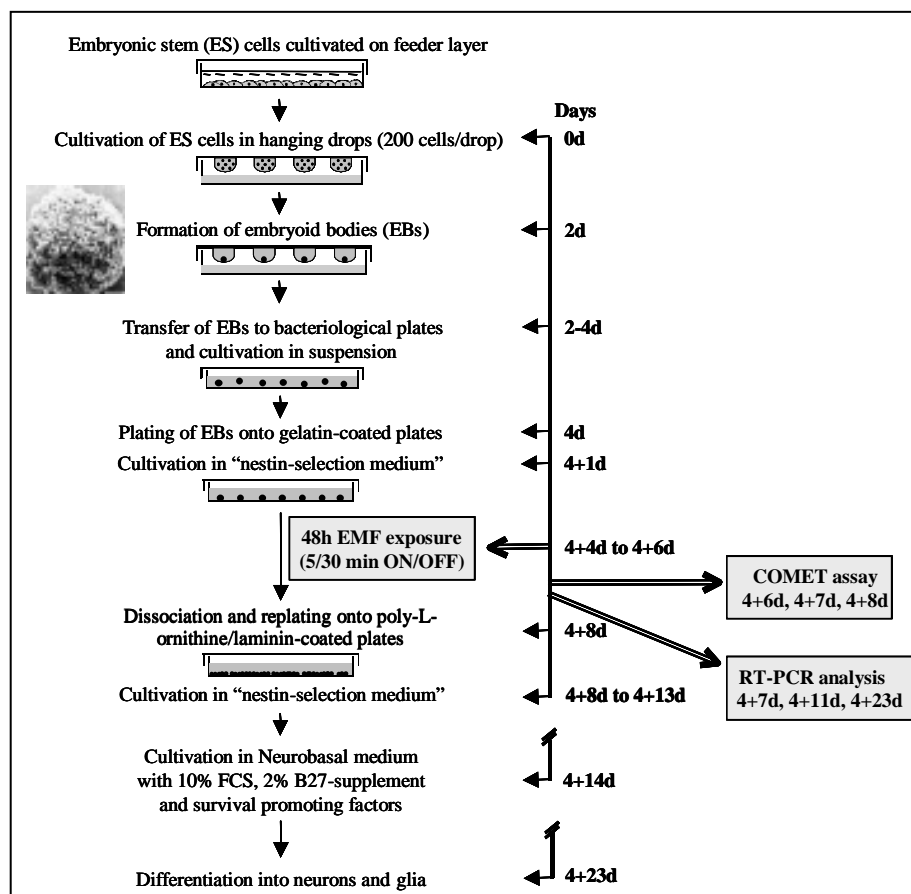 Embryonic stem (ES) cells cultivated on feeder layer
Days
Cultivation of ES cells in hanging drops (200 cells/drop)
0d
Formation of embryoid bodies (EBs)
2d
Transfer of EBs to bacteriological plates
and cultivation in suspension
2-4d
Plating of EBs onto gelatin-coated plates
4d
Cultivation in “nestin-selection medium”
4+1d
48h EMF exposure
(5/30 min ON/OFF)
4+4d to 4+6d
COMET assay
4+6d, 4+7d, 4+8d
Dissociation and replating onto poly-L-
ornithine/laminin-coated plates
4+8d
RT-PCR analysis
4+7d, 4+11d, 4+23d
Cultivation in “nestin-selection medium”
4+8d to 4+13d
Cultivation in Neurobasal medium
with 10% FCS, 2% B27-supplement
and survival promoting factors
4+14d
Differentiation into neurons and glia
4+23d